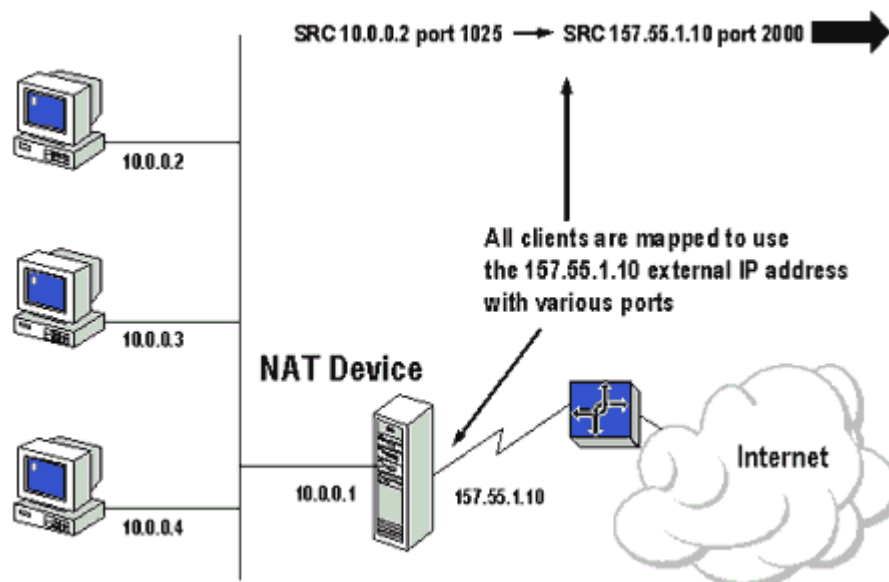 SRC 10.0.0.2 port 1025 → SRC 157.55.1.10 port 2000
10.0.0.2
All clients are mapped to use
the 157.55.1.10 external IP address
with various ports
10.0.0.3
NAT Device
Internet
10.0.0.1
157.55.1.10
10.0.0.4